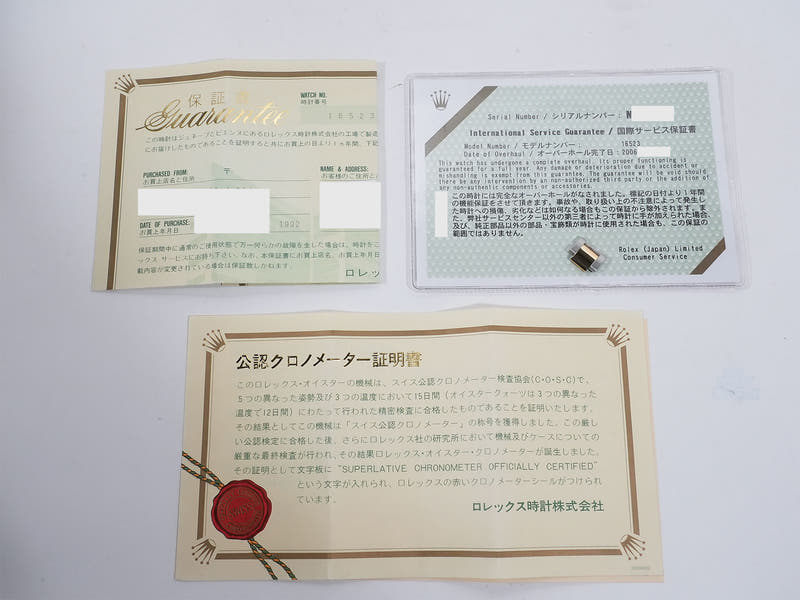 保証書
Guarantee
WATCH NO.
時計番号
16523
この時計はジュネーブとビエンヌにあるロレックス時計株式会社の工場で製造
にお届けしたものであることを証明すると共にお買上の日より1ヵ年間、下記
PURCHASED FROM:
お買上店名と住所
〒
NAME & ADDRESS:
お客様のご住所と
DATE OF PURCHASE:
お買上年月日
1992
保証期間中に通常のご使用状態で万一何らかの故障を生じた場合は、時計をこ
ックス サービスにお持ち下さい。なお、本保証書にお買上店名、お買上年月日
載内容が変更されている場合は保証致しかねます。
ロレック
Serial Number / シリアルナンバー : N
International Service Guarantee / 国際サービス保証書
Model Number / モデルナンバー : 16523
Date of Overhaul / オーバーホール完了日 : 2006
This watch has undergone a complete overhaul. Its proper functioning is
guaranteed for a full year. Any damage or deterioration due to accident or
mishandling is exempt from this guarantee. The guarantee will be void should
there be intervention by an non-authorized third party or the addition of
any non-authentic components or accessories.
この時計には完全なオーバーホールがなされました。標記の日付より1年間
の機能保証をさせて頂きます。事故や、取り扱い上の不注意によって発生し
た時計への損傷、劣化などは如何なる場合もこの保証から除外されます。ま
た、弊社サービスセンター以外の第三者によって時計に手が加えられた場合、
及び、純正部品以外の部品・宝飾類が時計に使用された場合も、この保証の
範囲ではありません。
Rolex (Japan) Limited
Consumer Service
公認クロノメーター証明書
このロレックス・オイスターの機械は、スイス公認クロノメーター検査協会(C・O・S・C)で、
5つの異なった姿勢及び3つの温度において15日間(オイスタークォーツは3つの異なった
温度で12日間)にわたって行われた精密検査に合格したものであることを証明いたします。
その結果としてこの機械は「スイス公認クロノメーター」の称号を獲得しました。この厳し
い公認検定に合格した後、さらにロレックス社の研究所において機械及びケースについての
厳重な最終検査が行われ、その結果ロレックス・オイスター・クロノメーターが誕生しました。
その証明として文字板に "SUPERLATIVE CHRONOMETER OFFICIALLY CERTIFIED"
という文字が入れられ、ロレックスの赤いクロノメーターシールがつけられ
ています。
ロレックス時計株式会社